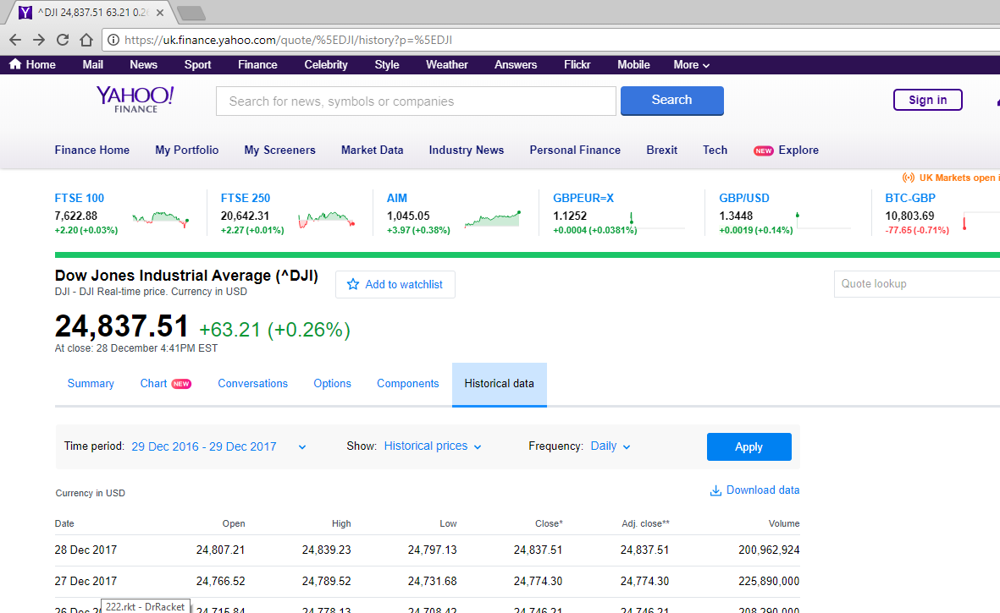 ^DJI 24,837.51 63.21 0.2
https://uk.finance.yahoo.com/quote/%5EDJI/history?p=%5EDJI
Home Mail News Sport Finance Celebrity Style Weather Answers Flickr Mobile More
YAHOO!
FINANCE
Search for news, symbols or companies Search Sign in
Finance Home My Portfolio My Screeners Market Data Industry News Personal Finance Brexit Tech NEW Explore
UK Markets open i
FTSE 100 FTSE 250 AIM GBPEUR=X GBP/USD BTC-GBP
7,622.88 20,642.31 1,045.05 1.1252 1.3448 10,803.69
+2.20 (+0.03%) +2.27 (+0.01%) +3.97 (+0.38%) +0.0004 (+0.0381%) +0.0019 (+0.14%) -77.65 (-0.71%)
Dow Jones Industrial Average (^DJI) Add to watchlist Quote lookup
DJI - DJI Real-time price. Currency in USD
24,837.51 +63.21 (+0.26%)
At close: 28 December 4:41PM EST
Summary Chart NEW Conversations Options Components Historical data
Time period: 29 Dec 2016 - 29 Dec 2017 Show: Historical prices Frequency: Daily Apply
Currency in USD Download data
Date Open High Low Close* Adj. close** Volume
28 Dec 2017 24,807.21 24,839.23 24,797.13 24,837.51 24,837.51 200,962,924
27 Dec 2017 24,766.52 24,789.52 24,731.68 24,774.30 24,774.30 225,890,000
26 Dec 20 24,715.84 24,778.13 24,708.42 24,746.21 24,746.21 208,290,000
222.rkt - DrRacket